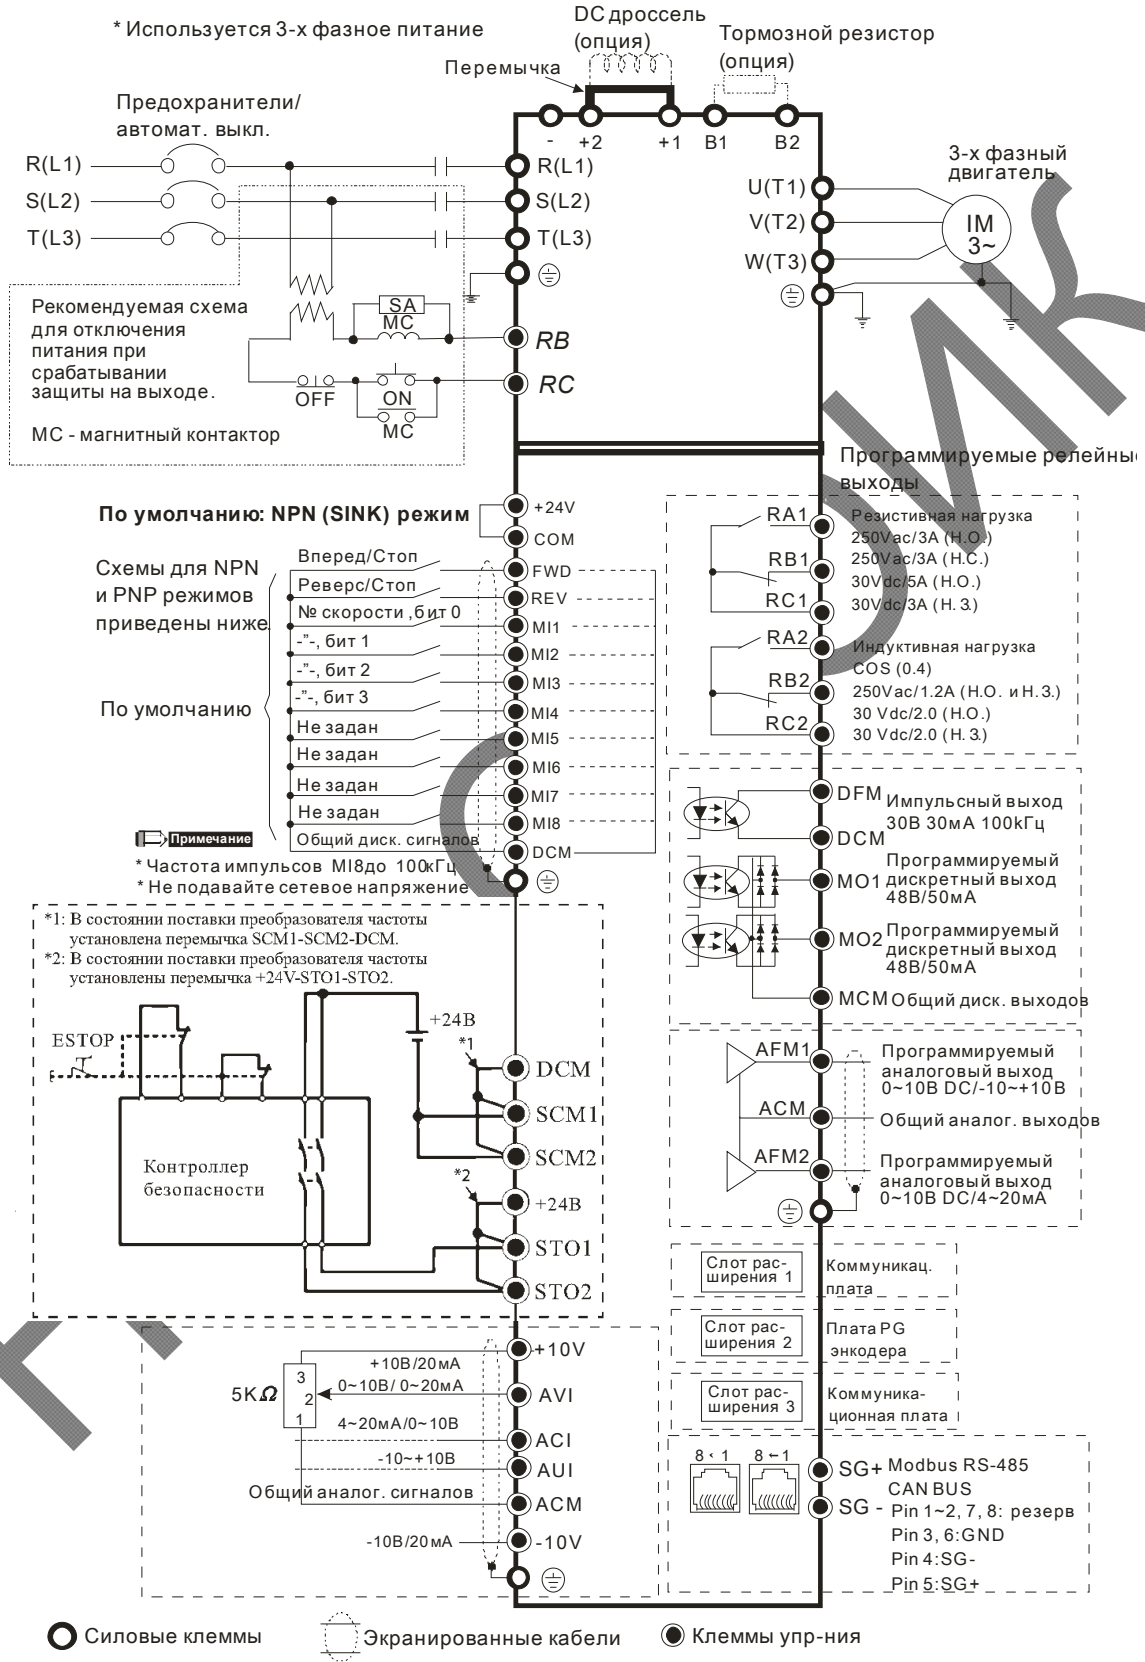 * Используется 3-х фазное питание
DC дроссель
(опция)
Тормозной резистор
(опция)
Перемычка
Предохранители/
автомат. выкл.
- +2 +1 B1 B2
R(L1)
S(L2)
T(L3)
R(L1)
S(L2)
T(L3)
U(T1)
V(T2)
W(T3)
3-х фазный
двигатель
IM
3~
Рекомендуемая схема
для отключения
питания при
срабатывании
защиты на выходе.
МС - магнитный контактор
SA
MC
OFF
ON
MC
RB
RC
По умолчанию: NPN (SINK) режим
Схемы для NPN
и PNP режимов
приведены ниже
По умолчанию
+24V
COM
Вперед/Стоп FWD
Реверс/Стоп REV
№ скорости ,бит 0 MI1
-"-, бит 1 MI2
-"-, бит 2 MI3
-"-, бит 3 MI4
Не задан MI5
Не задан MI6
Не задан MI7
Не задан MI8
Общий диск. сигналов DCM
Примечание
* Частота импульсов MI8до 100кГц
* Не подавайте сетевое напряжение
Программируемые релейны
выходы
RA1
RB1
RC1
Резистивная нагрузка
250Vac/3A (Н.О.)
250Vac/3A (Н.С.)
30Vdc/5A (Н.О.)
30Vdc/3A (Н. З.)
RA2
RB2
RC2
Индуктивная нагрузка
COS (0.4)
250Vac/1.2A (Н.О. и Н. З.)
30 Vdc/2.0 (Н.О.)
30 Vdc/2.0 (Н. З.)
DFM
DCM
Импульсный выход
30В 30мА 100kГц
MO1
Программируемый
дискретный выход
48В/50мА
MO2
Программируемый
дискретный выход
48В/50мА
MCM Общий диск. выходов
*1: В состоянии поставки преобразователя частоты
установлена перемычка SCM1-SCM2-DCM.
*2: В состоянии поставки преобразователя частоты
установлены перемычка +24V-STO1-STO2.
ESTOP
+24В
*1
DCM
SCM1
SCM2
*2
+24В
STO1
STO2
Контроллер
безопасности
AFM1
Программируемый
аналоговый выход
0~10В DC/-10~+10В
ACM
Общий аналог. выходов
AFM2
Программируемый
аналоговый выход
0~10В DC/4~20мА
Слот рас-
ширения 1
Коммуникац.
плата
Слот рас-
ширения 2
Плата PG
энкодера
Слот рас-
ширения 3
Коммуника-
ационная плата
5KΩ
3
2
1
+10В/20мА +10V
0~10В/ 0~20мА AVI
4~20мА/0~10В ACI
-10~+10В AUI
Общий аналог. сигналов ACM
-10В/20мА -10V
8 ← 1 8 ← 1
SG+
SG -
Modbus RS-485
CAN BUS
Pin 1~2, 7, 8: резерв
Pin 3, 6:GND
Pin 4:SG-
Pin 5:SG+
Силовые клеммы
Экранированные кабели
Клеммы упр-ния